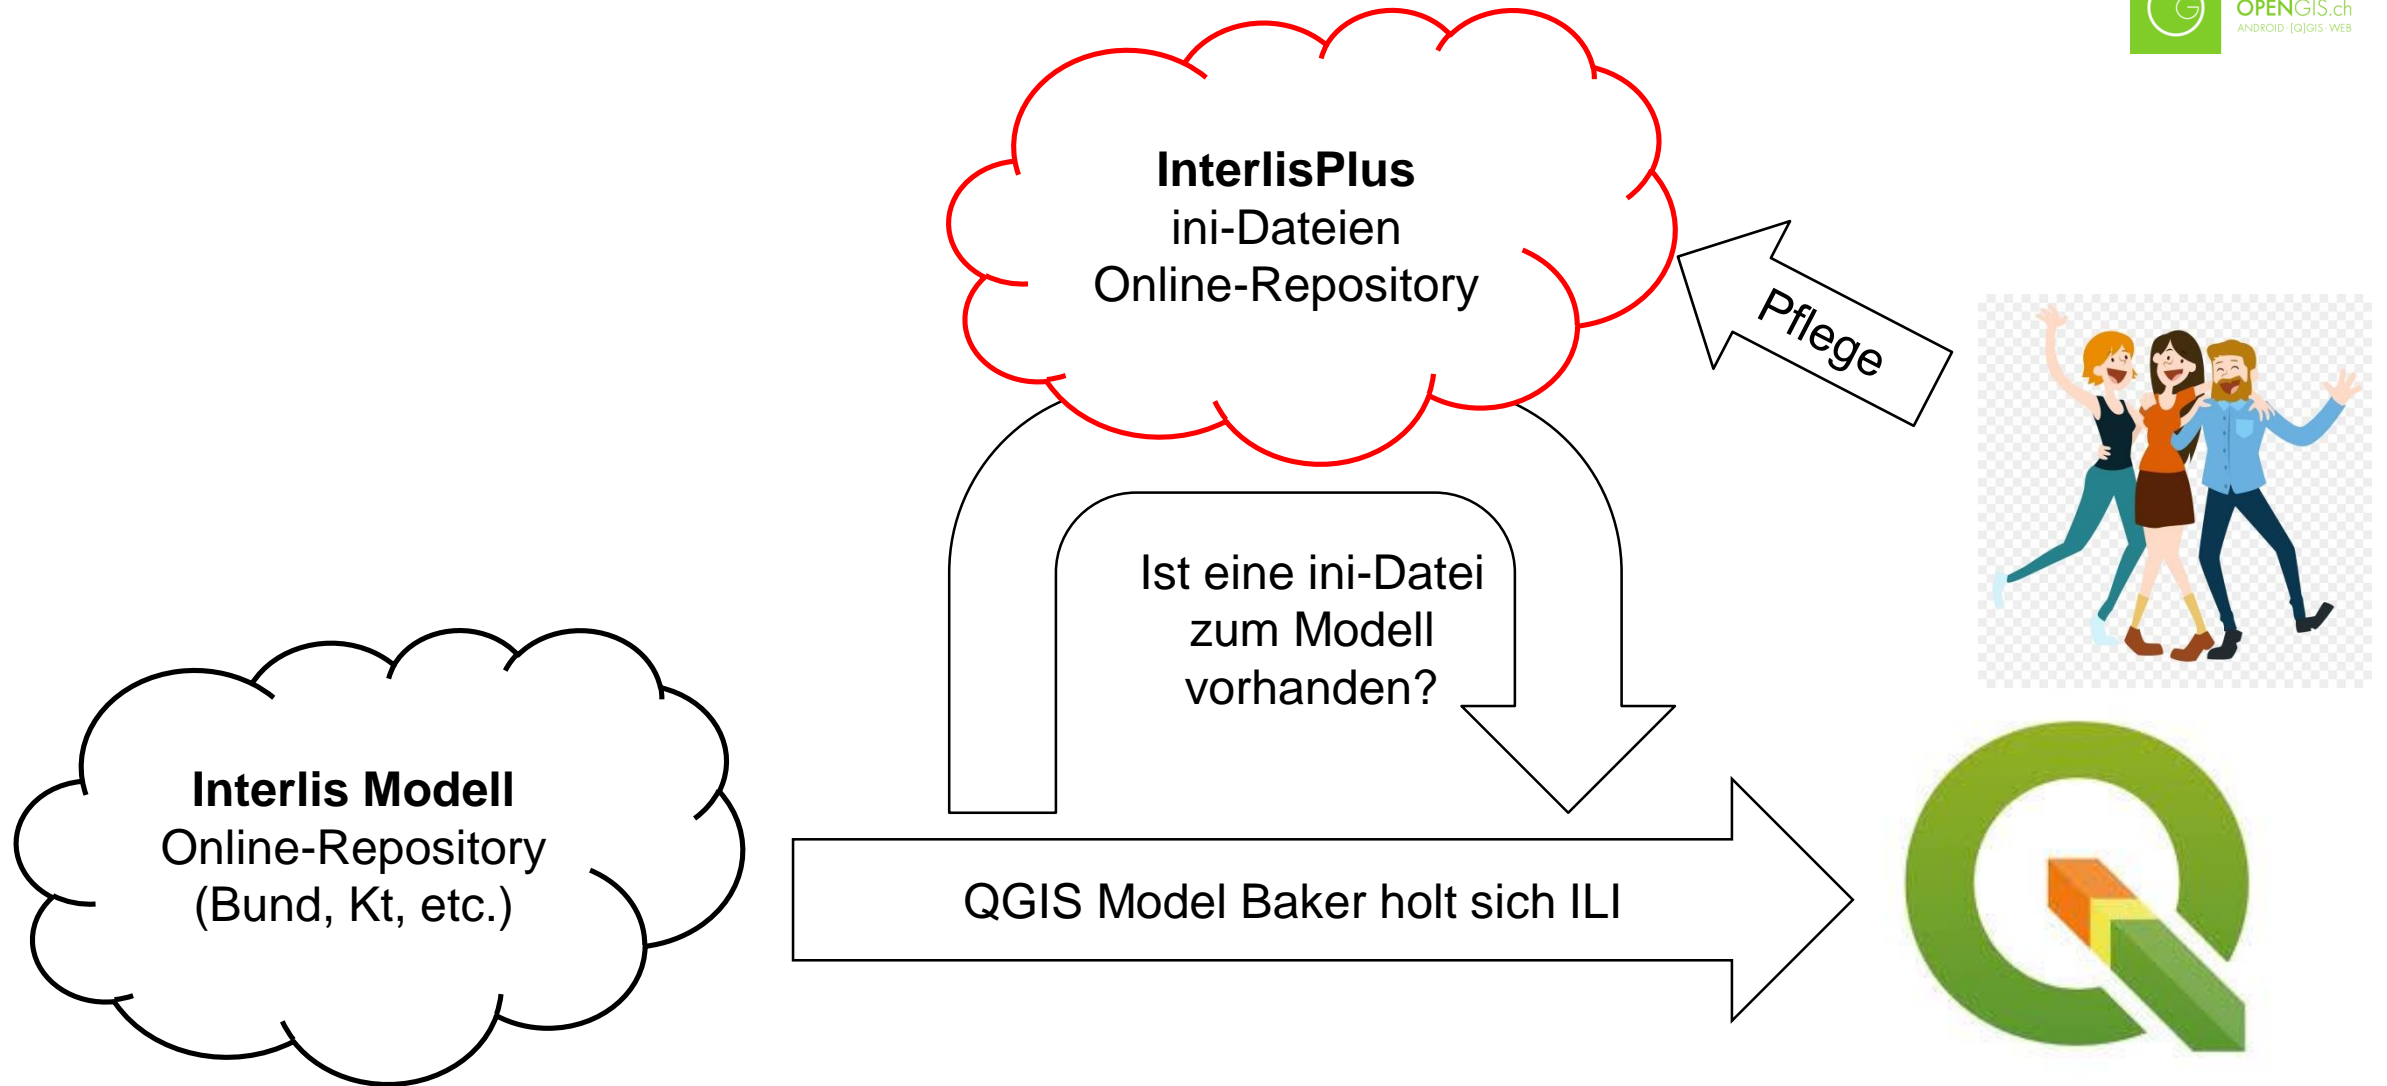 OPENGIS.ch
ANDROID·[Q]GIS·WEB
InterlisPlus
ini-Dateien
Online-Repository
Pflege
Ist eine ini-Datei
zum Modell
vorhanden?
Interlis Modell
Online-Repository
(Bund, Kt, etc.)
QGIS Model Baker holt sich ILI